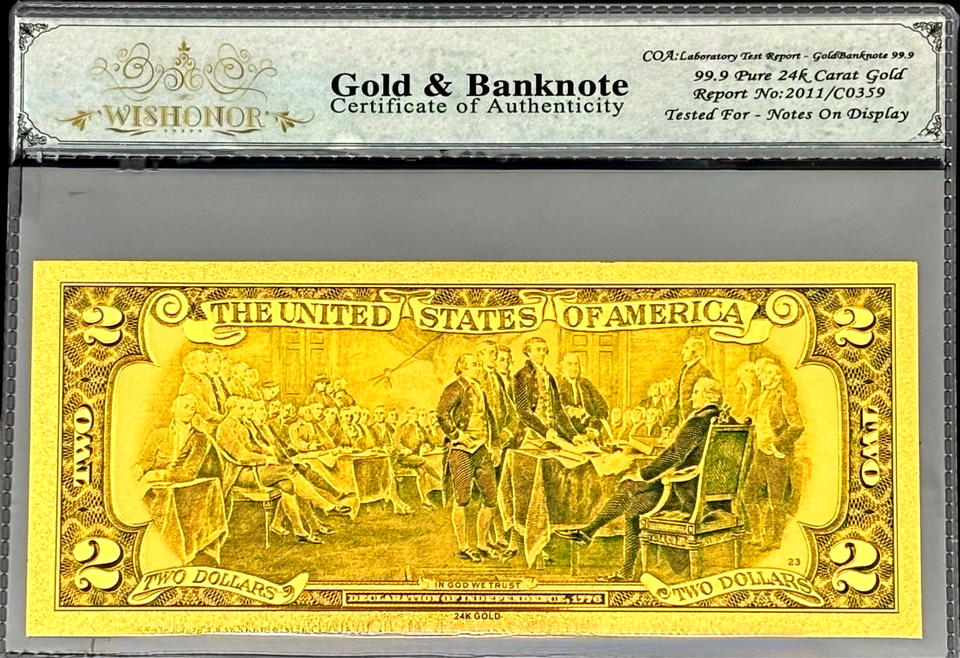 WISHONOR
Gold & Banknote
Certificate of Authenticity
COA:Laboratory Test Report - GoldBanknote 99.9
99.9 Pure 24k Carat Gold
Report No:2011/C0359
Tested For - Notes On Display
2
THE UNITED STATES OF AMERICA
2
TWO
TWO
2
TWO DOLLARS
IN GOD WE TRUST
DECLARATION OF INDEPENDENCE, 1776
24K GOLD
23
TWO DOLLARS
2